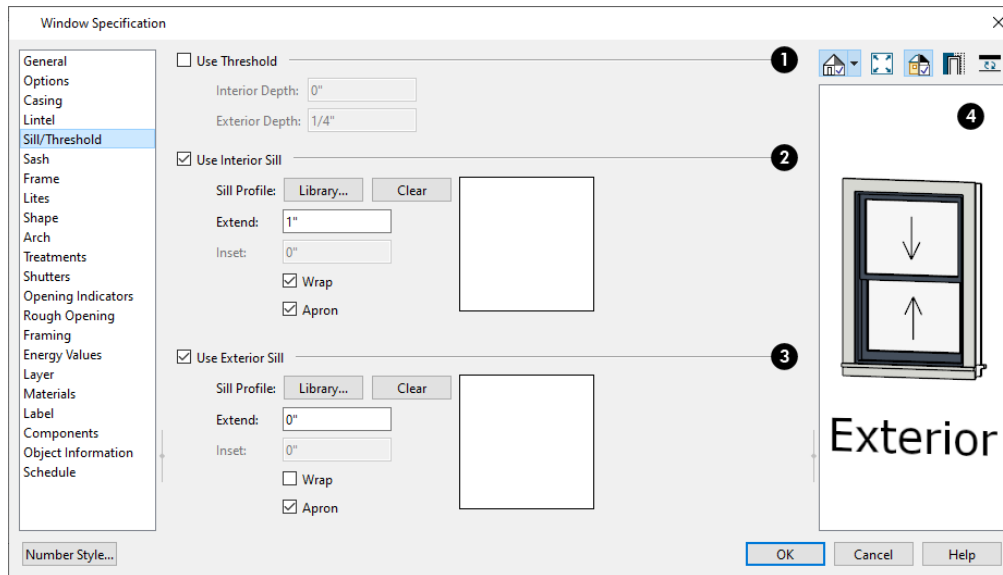 Window Specification
General
Options
Casing
Lintel
Sill/Threshold
Sash
Frame
Lites
Shape
Arch
Treatments
Shutters
Opening Indicators
Rough Opening
Framing
Energy Values
Layer
Materials
Label
Components
Object Information
Schedule
Use Threshold 1
Interior Depth: 0"
Exterior Depth: 1/4"
Use Interior Sill 2
Sill Profile: Library... Clear
Extend: 1"
Inset: 0"
Wrap
Apron
Use Exterior Sill 3
Sill Profile: Library... Clear
Extend: 0"
Inset: 0"
Wrap
Apron
4
Exterior
Number Style... OK Cancel Help